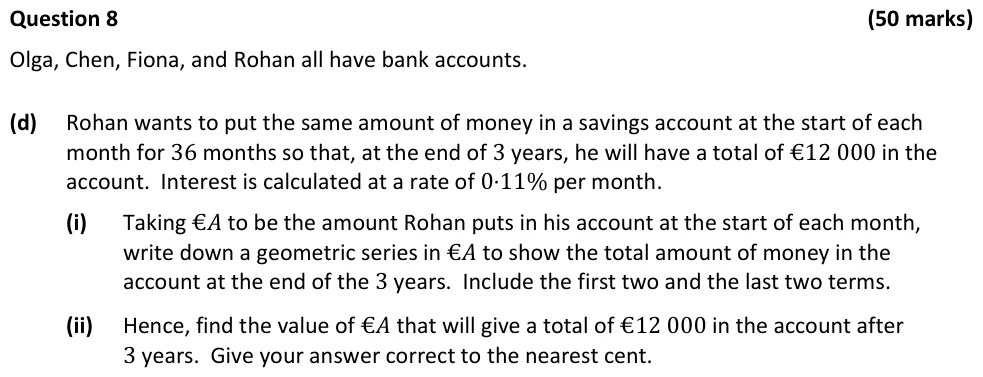 Question 8 (50 marks)
Olga, Chen, Fiona, and Rohan all have bank accounts.
(d) Rohan wants to put the same amount of money in a savings account at the start of each
month for 36 months so that, at the end of 3 years, he will have a total of €12 000 in the
account. Interest is calculated at a rate of 0·11% per month.
(i) Taking €A to be the amount Rohan puts in his account at the start of each month,
write down a geometric series in €A to show the total amount of money in the
account at the end of the 3 years. Include the first two and the last two terms.
(ii) Hence, find the value of €A that will give a total of €12 000 in the account after
3 years. Give your answer correct to the nearest cent.